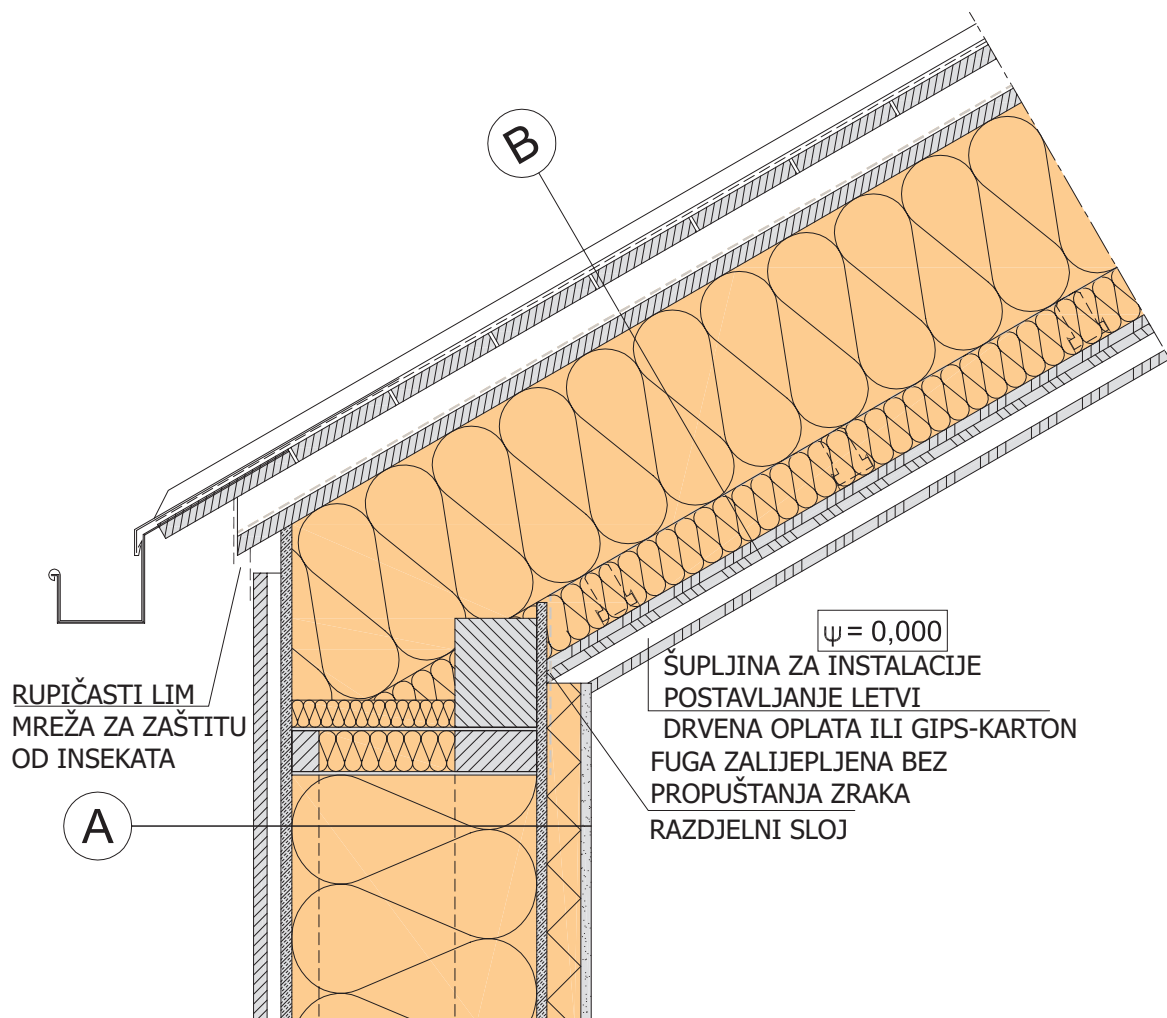 B
ψ = 0,000
ŠUPLJINA ZA INSTALACIJE
POSTAVLJANJE LETVI
DRVENA OPLATA ILI GIPS-KARTON
FUGA ZALIJEPLJENA BEZ
PROPUŠTANJA ZRAKA
RAZDJELNI SLOJ
RUPIČASTI LIM
MREŽA ZA ZAŠTITU
OD INSEKATA
A